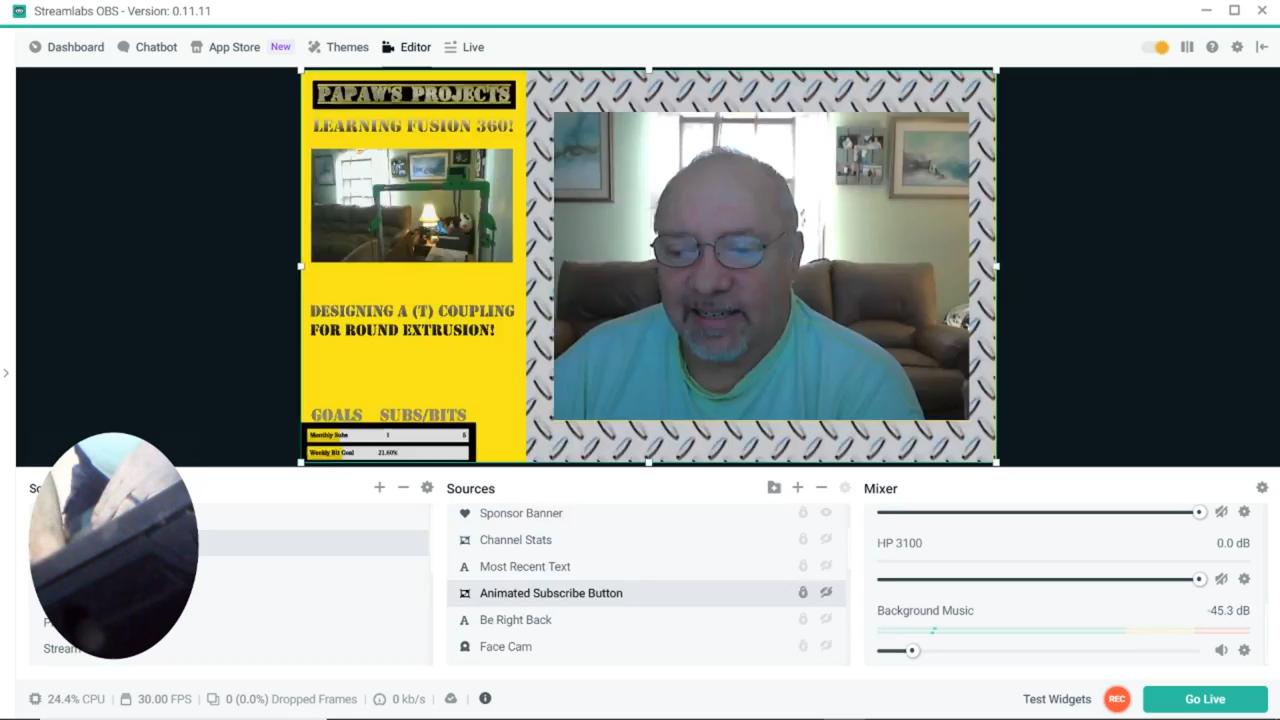 Streamlabs OBS - Version: 0.11.11
Dashboard Chatbot App Store New Themes Editor Live
PAPAW'S PROJECTS
LEARNING FUSION 360!
DESIGNING A (T) COUPLING
FOR ROUND EXTRUSION!
GOALS SUBS/BITS
Monthly Subs 1 5
Weekly Bit Goal 21.60%
Stream
Sources
Sponsor Banner
Channel Stats
Most Recent Text
Animated Subscribe Button
Be Right Back
Face Cam
Mixer
HP 3100 0.0 dB
Background Music -45.3 dB
24.4% CPU 30.00 FPS 0 (0.0%) Dropped Frames 0 kb/s
Test Widgets REC Go Live